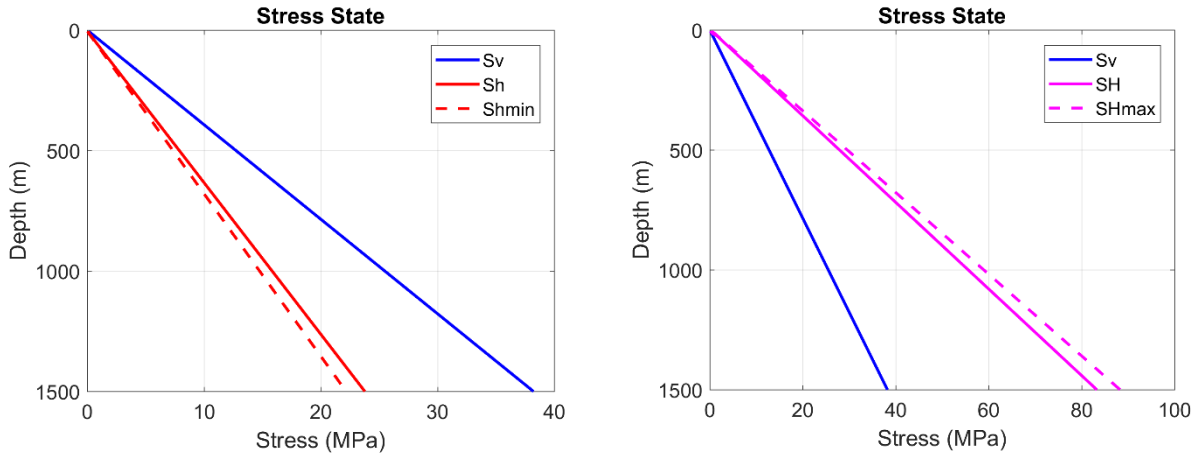 Stress State
0
500
1000
1500
Depth (m)
0
10
20
30
40
Stress (MPa)
Sv
Sh
Shmin
Stress State
0
500
1000
1500
Depth (m)
0
20
40
60
80
100
Stress (MPa)
Sv
SH
SHmax